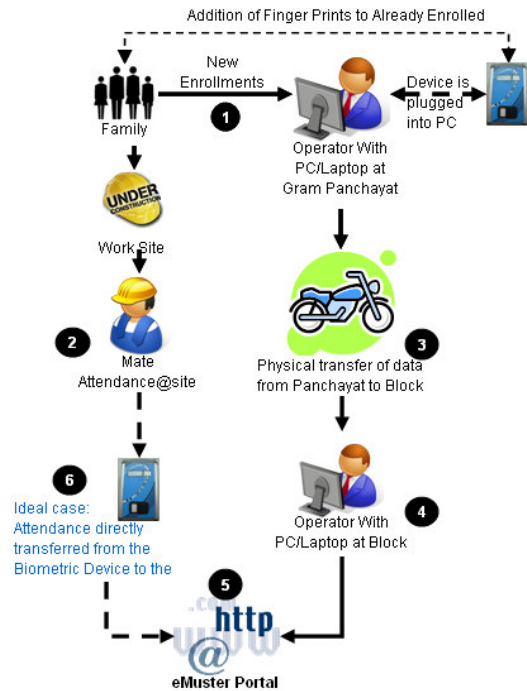 Addition of Finger Prints to Already Enrolled
New
Enrollments
1
Device is
plugged
into PC
Family
Operator With
PC/Laptop at
Gram Panchayat
UNDER
CONSTRUCTION
Work Site
2
Mate
Attendance@site
3
Physical transfer of data
from Panchayat to Block
6
Ideal case:
Attendance directly
transferred from the
Biometric Device to the
4
Operator With
PC/Laptop at Block
5
.com
http
www
@
eMuster Portal